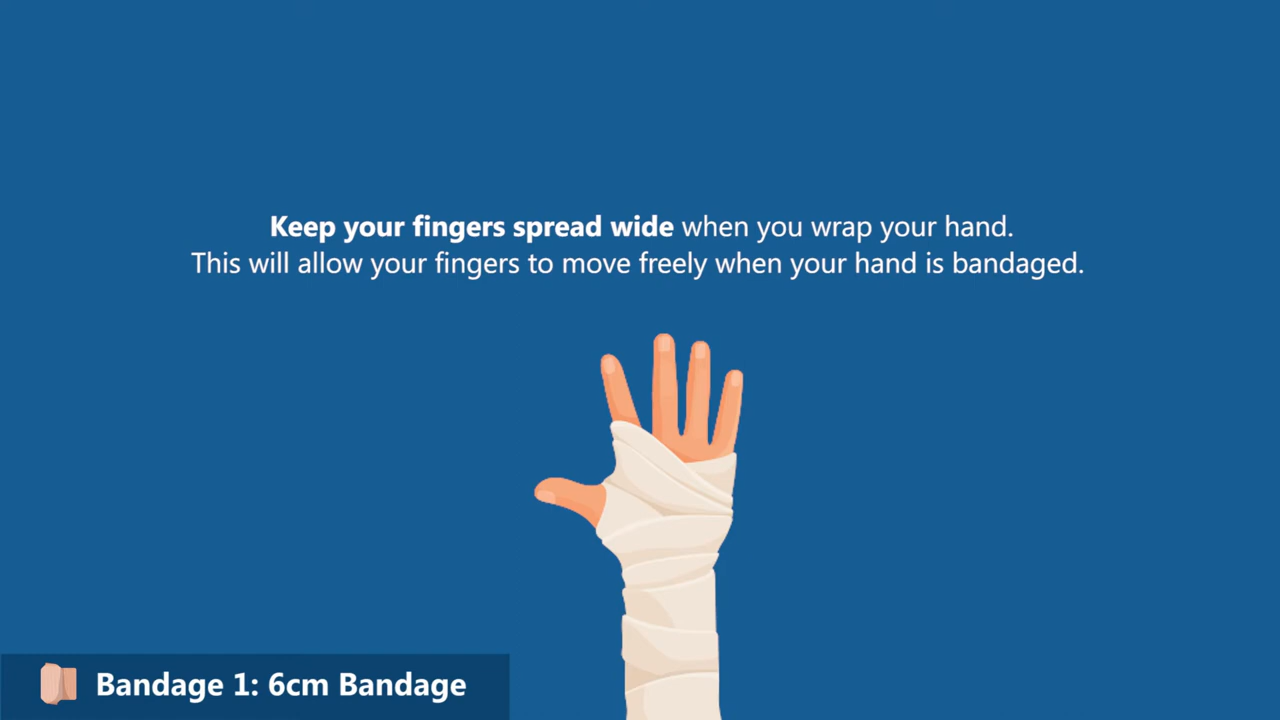 Keep your fingers spread wide when you wrap your hand.
This will allow your fingers to move freely when your hand is bandaged.
Bandage 1: 6cm Bandage